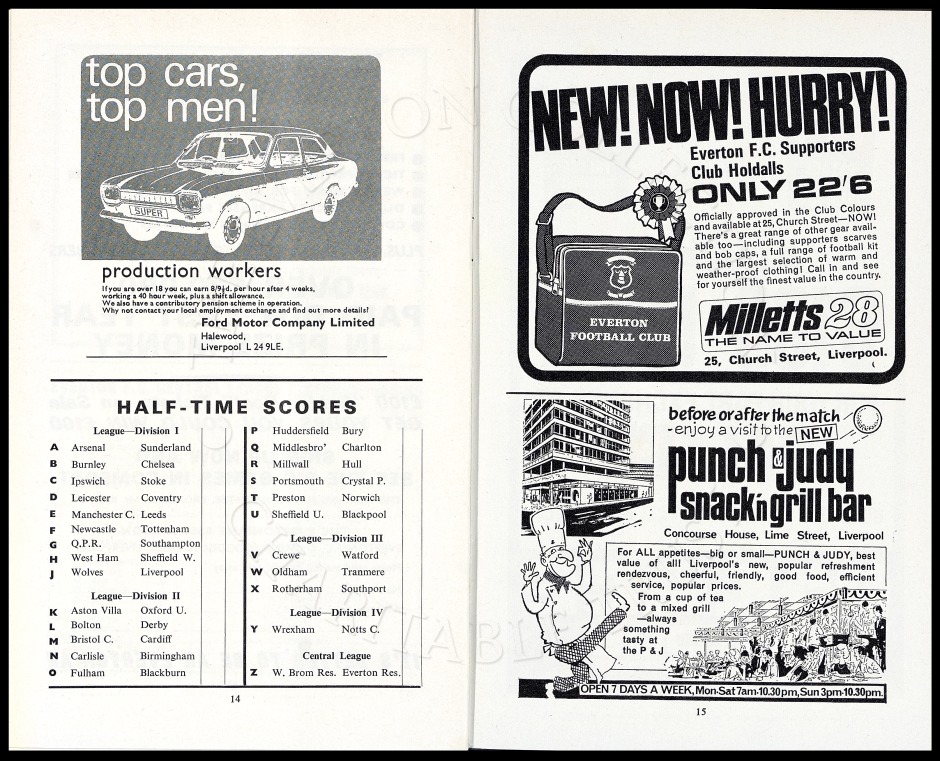 top cars,
top men!
SUPER
production workers
If you are over 18 you can earn 8/9½d. per hour after 4 weeks,
working a 40 hour week, plus a shift allowance.
We also have a contributory pension scheme in operation.
Why not contact your local employment exchange and find out more details?
Ford Motor Company Limited
Halewood,
Liverpool L 24 9LE.
HALF-TIME SCORES
League—Division I
A Arsenal Sunderland
B Burnley Chelsea
C Ipswich Stoke
D Leicester Coventry
E Manchester C. Leeds
F Newcastle Tottenham
G Q.P.R. Southampton
H West Ham Sheffield W.
J Wolves Liverpool
League—Division II
K Aston Villa Oxford U.
L Bolton Derby
M Bristol C. Cardiff
N Carlisle Birmingham
O Fulham Blackburn
P Huddersfield Bury
Q Middlesbro' Charlton
R Millwall Hull
S Portsmouth Crystal P.
T Preston Norwich
U Sheffield U. Blackpool
League—Division III
V Crewe Watford
W Oldham Tranmere
X Rotherham Southport
League—Division IV
Y Wrexham Notts C.
Central League
Z W. Brom Res. Everton Res.
14
NEW! NOW! HURRY!
Everton F.C. Supporters
Club Holdalls
ONLY 22'6
Officially approved in the Club Colours
and available at 25, Church Street—NOW!
There's a great range of other gear avail-
able too—including supporters scarves
and bob caps, a full range of football kit
and the largest selection of warm and
weather-proof clothing! Call in and see
for yourself the finest value in the country.
EVERTON
FOOTBALL CLUB
Milletts 28
THE NAME TO VALUE
25, Church Street, Liverpool.
before or after the match
-enjoy a visit to the NEW
punch & judy
snack 'n grill bar
Concourse House, Lime Street, Liverpool
For ALL appetites—big or small—PUNCH & JUDY, best
value of all! Liverpool's new, popular refreshment
rendezvous, cheerful, friendly, good food, efficient
service, popular prices.
From a cup of tea
to a mixed grill
—always
something
tasty at
the P & J
OPEN 7 DAYS A WEEK, Mon-Sat 7am-10.30pm, Sun 3pm-10.30pm.
15